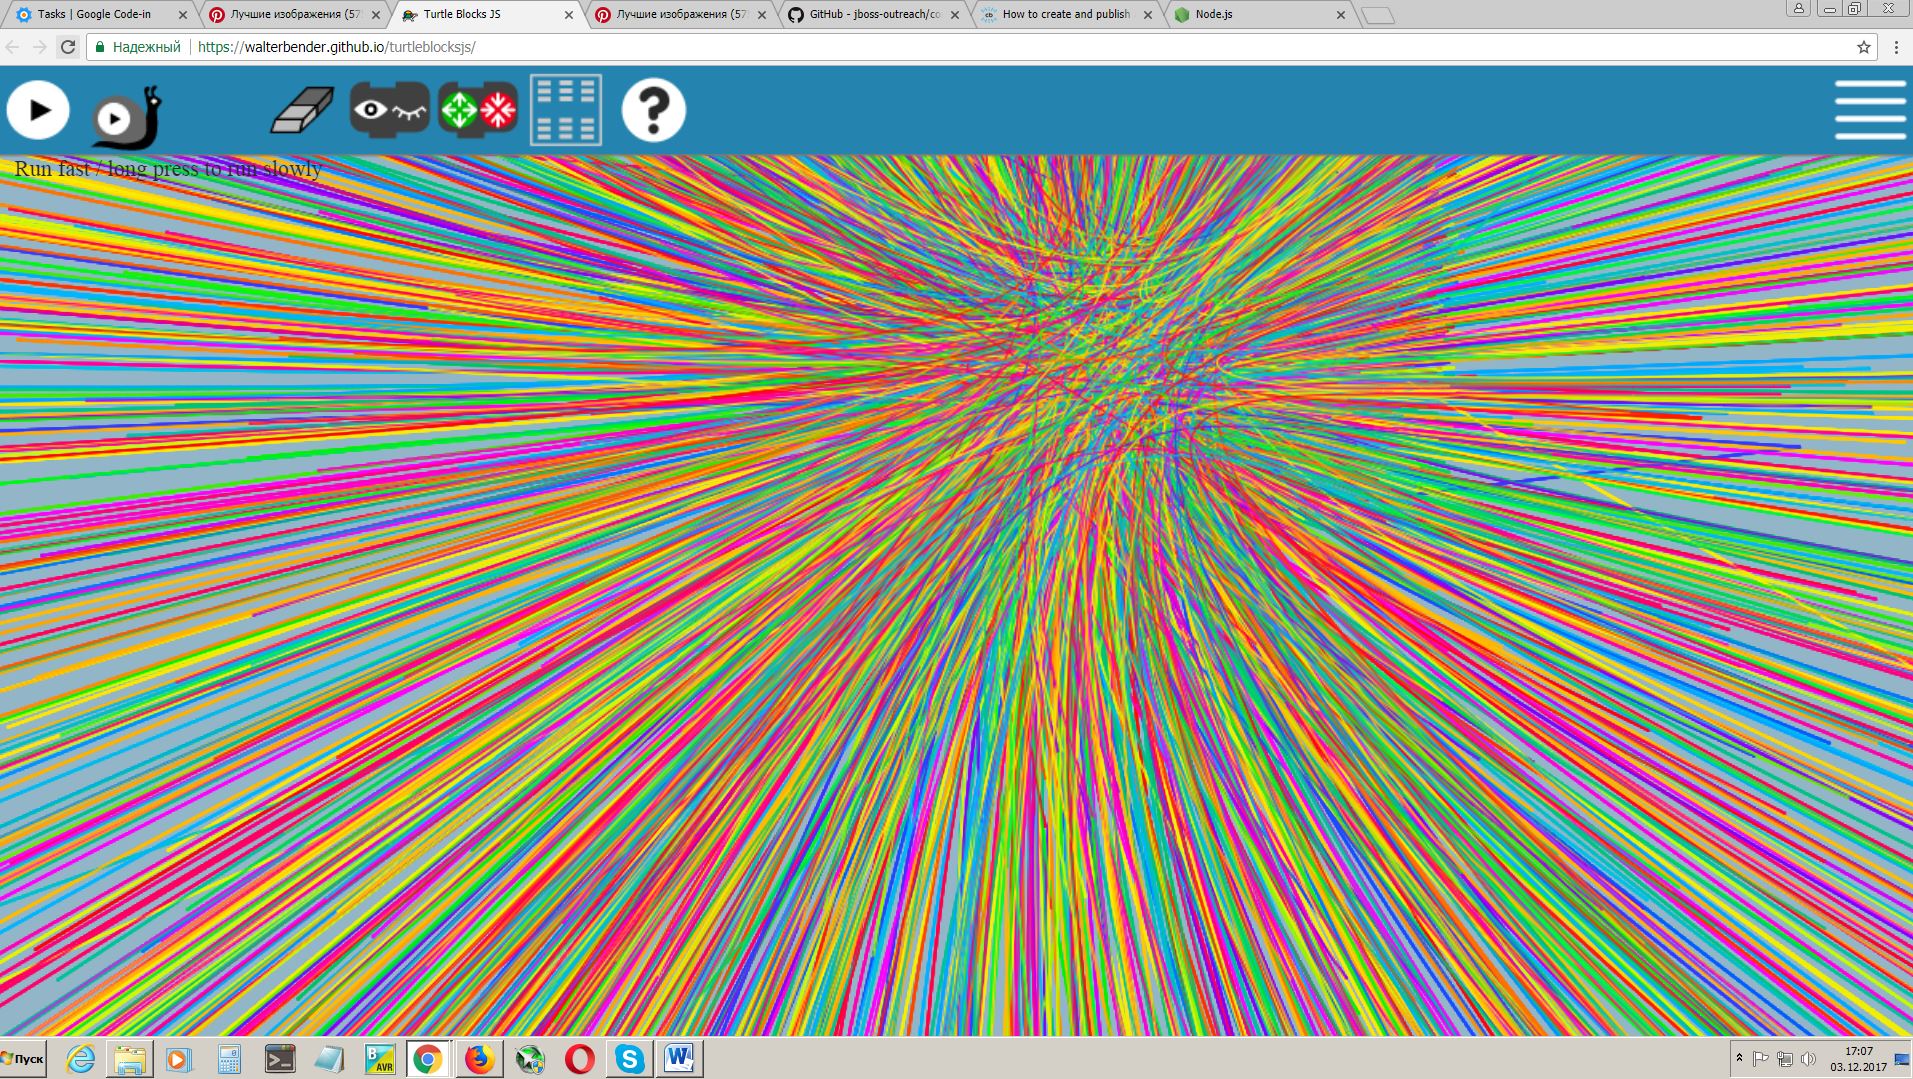 Tasks | Google Code-in
Лучшие изображения (57
Turtle Blocks JS
Лучшие изображения (57
GitHub - jboss-outreach/co
How to create and publish
Node.js
Надежный
https://walterbender.github.io/turtleblocksjs/
Run fast / long press to run slowly
Пуск
B
AVR
17:07
03.12.2017